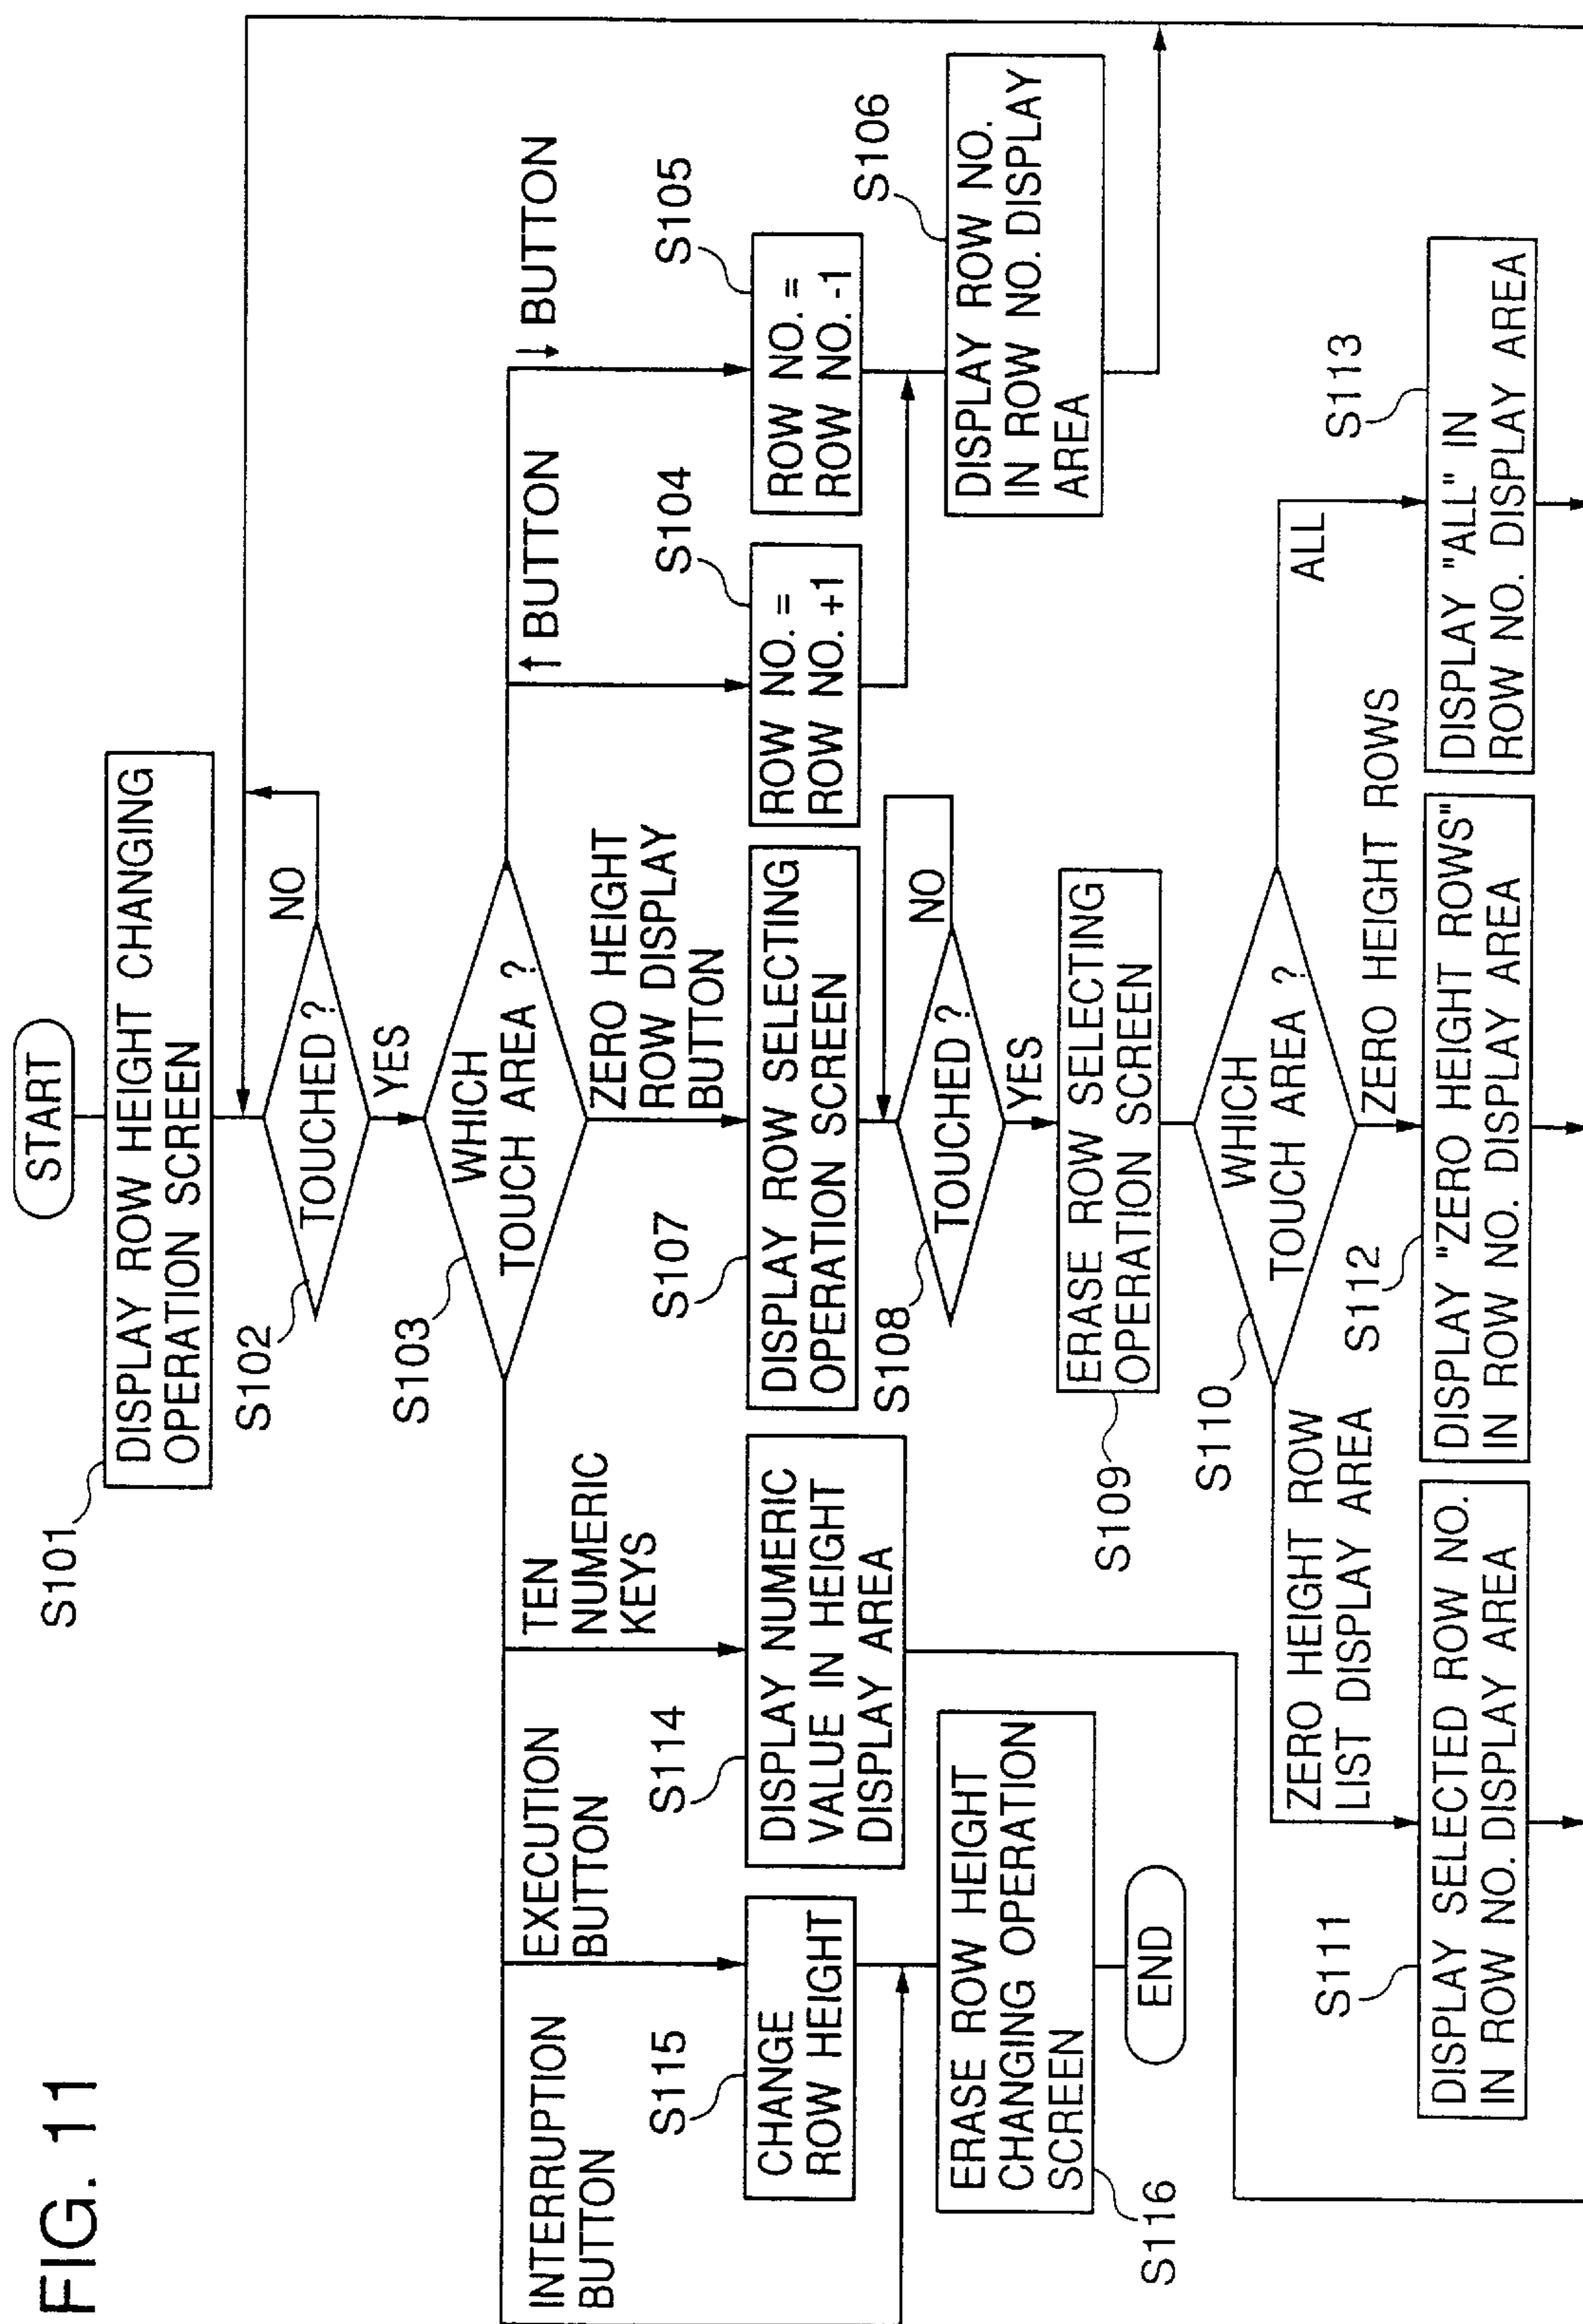 FIG. 11
START
S101
DISPLAY ROW HEIGHT CHANGING
OPERATION SCREEN
S102
TOUCHED ?
NO
YES
S103
WHICH
TOUCH AREA ?
INTERRUPTION
BUTTON
EXECUTION
BUTTON
TEN
NUMERIC
KEYS
ZERO HEIGHT
ROW DISPLAY
BUTTON
↑ BUTTON
↓ BUTTON
S115
CHANGE
ROW HEIGHT
S114
DISPLAY NUMERIC
VALUE IN HEIGHT
DISPLAY AREA
S107
DISPLAY ROW SELECTING
OPERATION SCREEN
S104
ROW NO. =
ROW NO. +1
S105
ROW NO. =
ROW NO. -1
S116
ERASE ROW HEIGHT
CHANGING OPERATION
SCREEN
END
S108
TOUCHED ?
NO
YES
S106
DISPLAY ROW NO.
IN ROW NO. DISPLAY
AREA
S109
ERASE ROW SELECTING
OPERATION SCREEN
S110
WHICH
TOUCH AREA ?
ZERO HEIGHT ROW
LIST DISPLAY AREA
ZERO HEIGHT ROWS
ALL
S111
DISPLAY SELECTED ROW NO.
IN ROW NO. DISPLAY AREA
S112
DISPLAY "ZERO HEIGHT ROWS"
IN ROW NO. DISPLAY AREA
S113
DISPLAY "ALL" IN
ROW NO. DISPLAY AREA